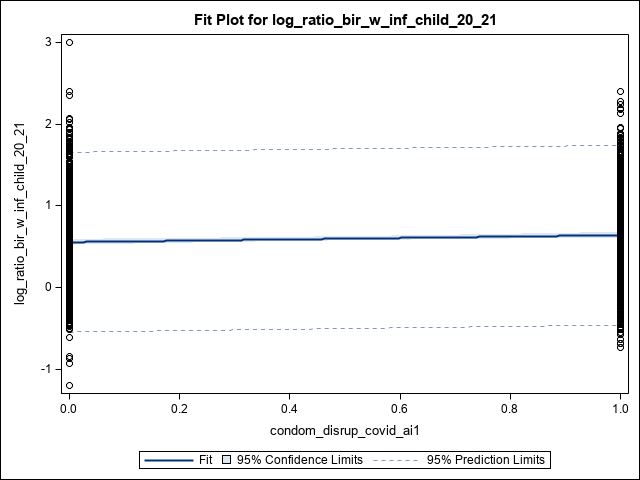 Fit Plot for log_ratio_bir_w_inf_child_20_21
log_ratio_bir_w_inf_child_20_21
3
2
1
0
-1
0.0 0.2 0.4 0.6 0.8 1.0
condom_disrup_covid_ai1
Fit 95% Confidence Limits 95% Prediction Limits